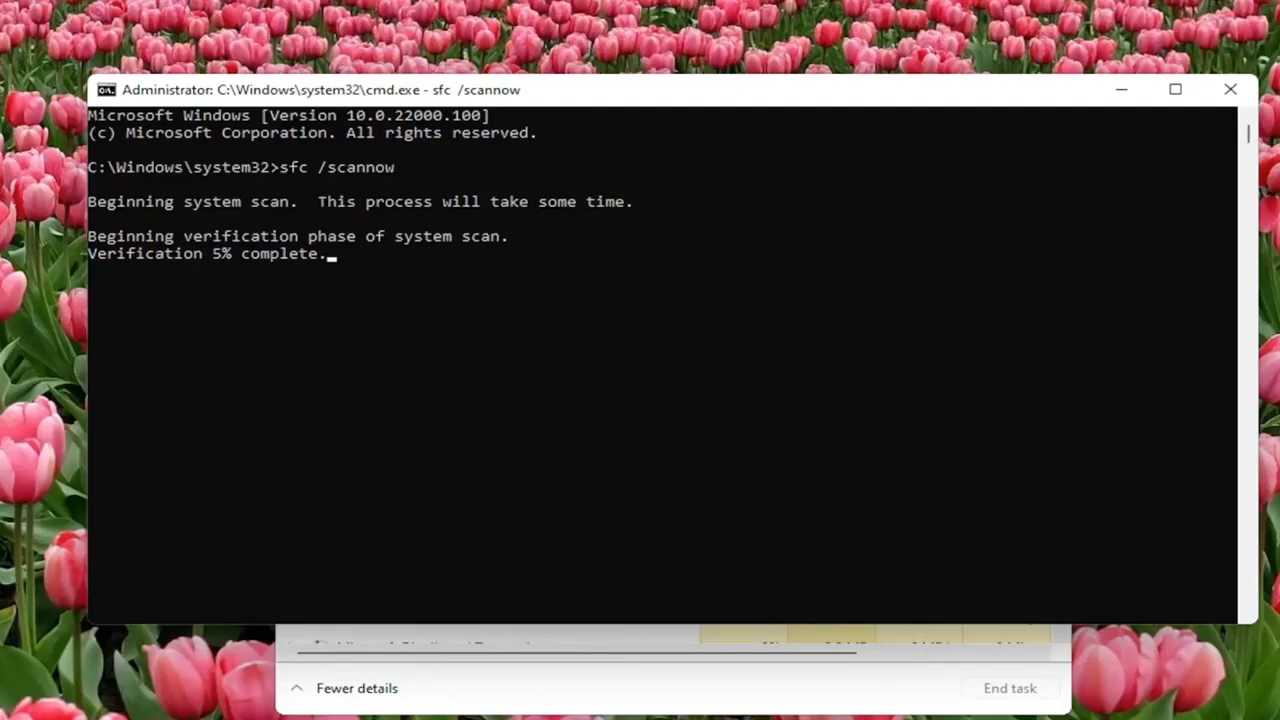 Administrator: C:\Windows\system32\cmd.exe - sfc  /scannow
Microsoft Windows [Version 10.0.22000.100]
(c) Microsoft Corporation. All rights reserved.
C:\Windows\system32>sfc /scannow
Beginning system scan.  This process will take some time.
Beginning verification phase of system scan.
Verification 5% complete.
Fewer details
End task